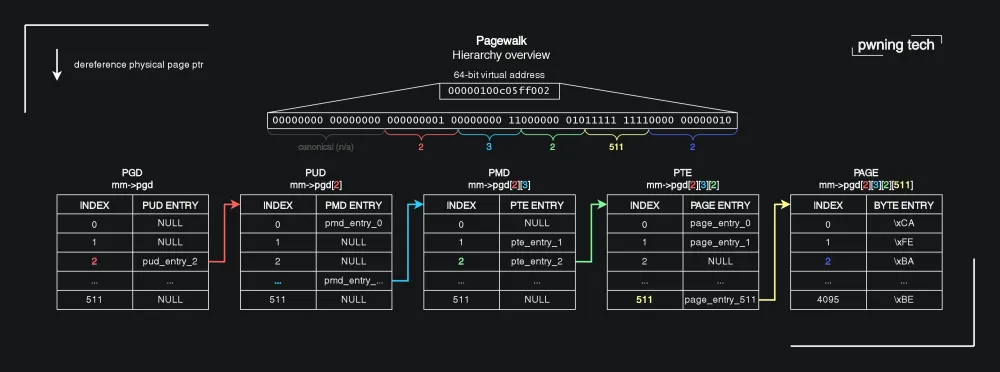 Pagewalk
Hierarchy overview
pwning tech
dereference physical page ptr
64-bit virtual address
00000100c05ff002
00000000 00000000 000000001 00000000 11000000 01011111 11110000 00000010
canonical (n/a) 2 3 2 511 2
PGD
mm->pgd
INDEX PUD ENTRY
0 NULL
1 NULL
2 pud_entry_2
... ...
511 NULL
PUD
mm->pgd[2]
INDEX PMD ENTRY
0 pmd_entry_0
1 NULL
2 NULL
... pmd_entry_...
511 NULL
PMD
mm->pgd[2][3]
INDEX PTE ENTRY
0 NULL
1 pte_entry_1
2 pte_entry_2
... ...
511 NULL
PTE
mm->pgd[2][3][2]
INDEX PAGE ENTRY
0 page_entry_0
1 page_entry_1
2 NULL
... ...
511 page_entry_511
PAGE
mm->pgd[2][3][2][511]
INDEX BYTE ENTRY
0 \xCA
1 \xFE
2 \xBA
... ...
4095 \xBE